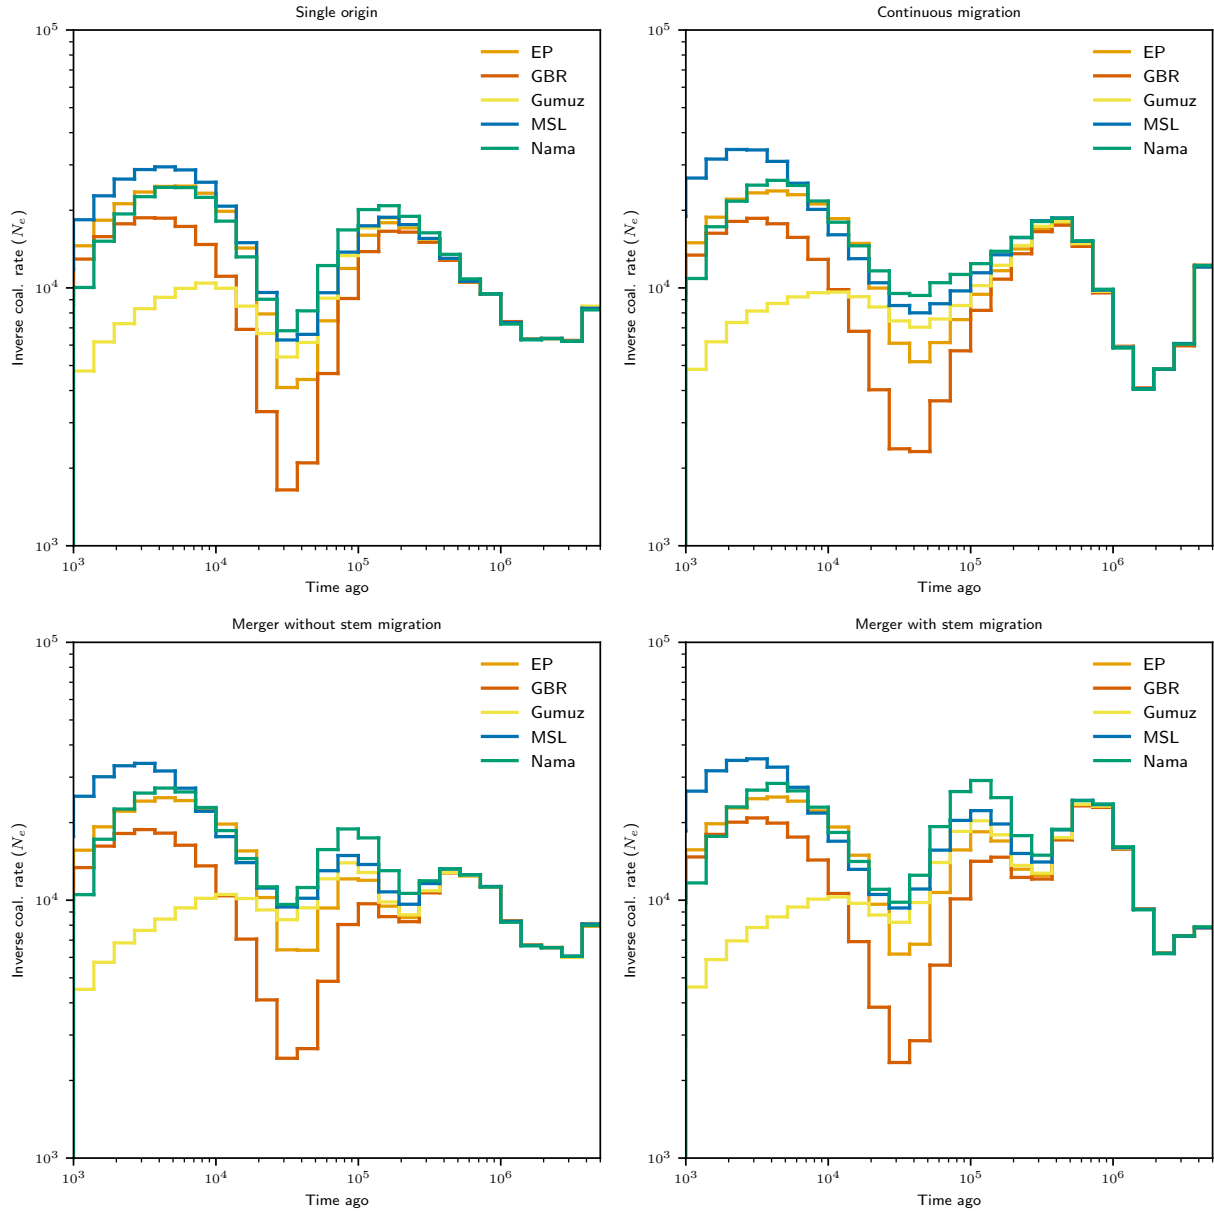 Single origin
10^5
10^4
10^3
Inverse coal. rate (N_e)
EP
GBR
Gumuz
MSL
Nama
10^3 10^4 10^5 10^6
Time ago
Continuous migration
10^5
10^4
10^3
Inverse coal. rate (N_e)
EP
GBR
Gumuz
MSL
Nama
10^3 10^4 10^5 10^6
Time ago
Merger without stem migration
10^5
10^4
10^3
Inverse coal. rate (N_e)
EP
GBR
Gumuz
MSL
Nama
10^3 10^4 10^5 10^6
Time ago
Merger with stem migration
10^5
10^4
10^3
Inverse coal. rate (N_e)
EP
GBR
Gumuz
MSL
Nama
10^3 10^4 10^5 10^6
Time ago